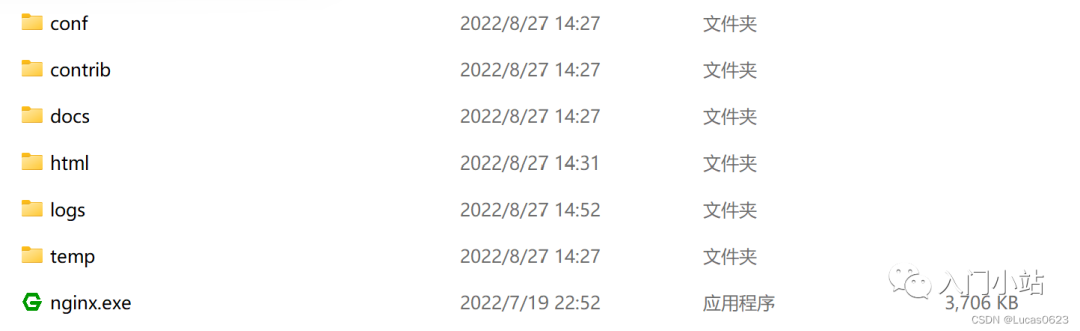 conf 2022/8/27 14:27 文件夹
contrib 2022/8/27 14:27 文件夹
docs 2022/8/27 14:27 文件夹
html 2022/8/27 14:31 文件夹
logs 2022/8/27 14:52 文件夹
temp 2022/8/27 14:27 文件夹
入门小站
nginx.exe 2022/7/19 22:52 应用程序 3,706 KB
CSDN @Lucas0623